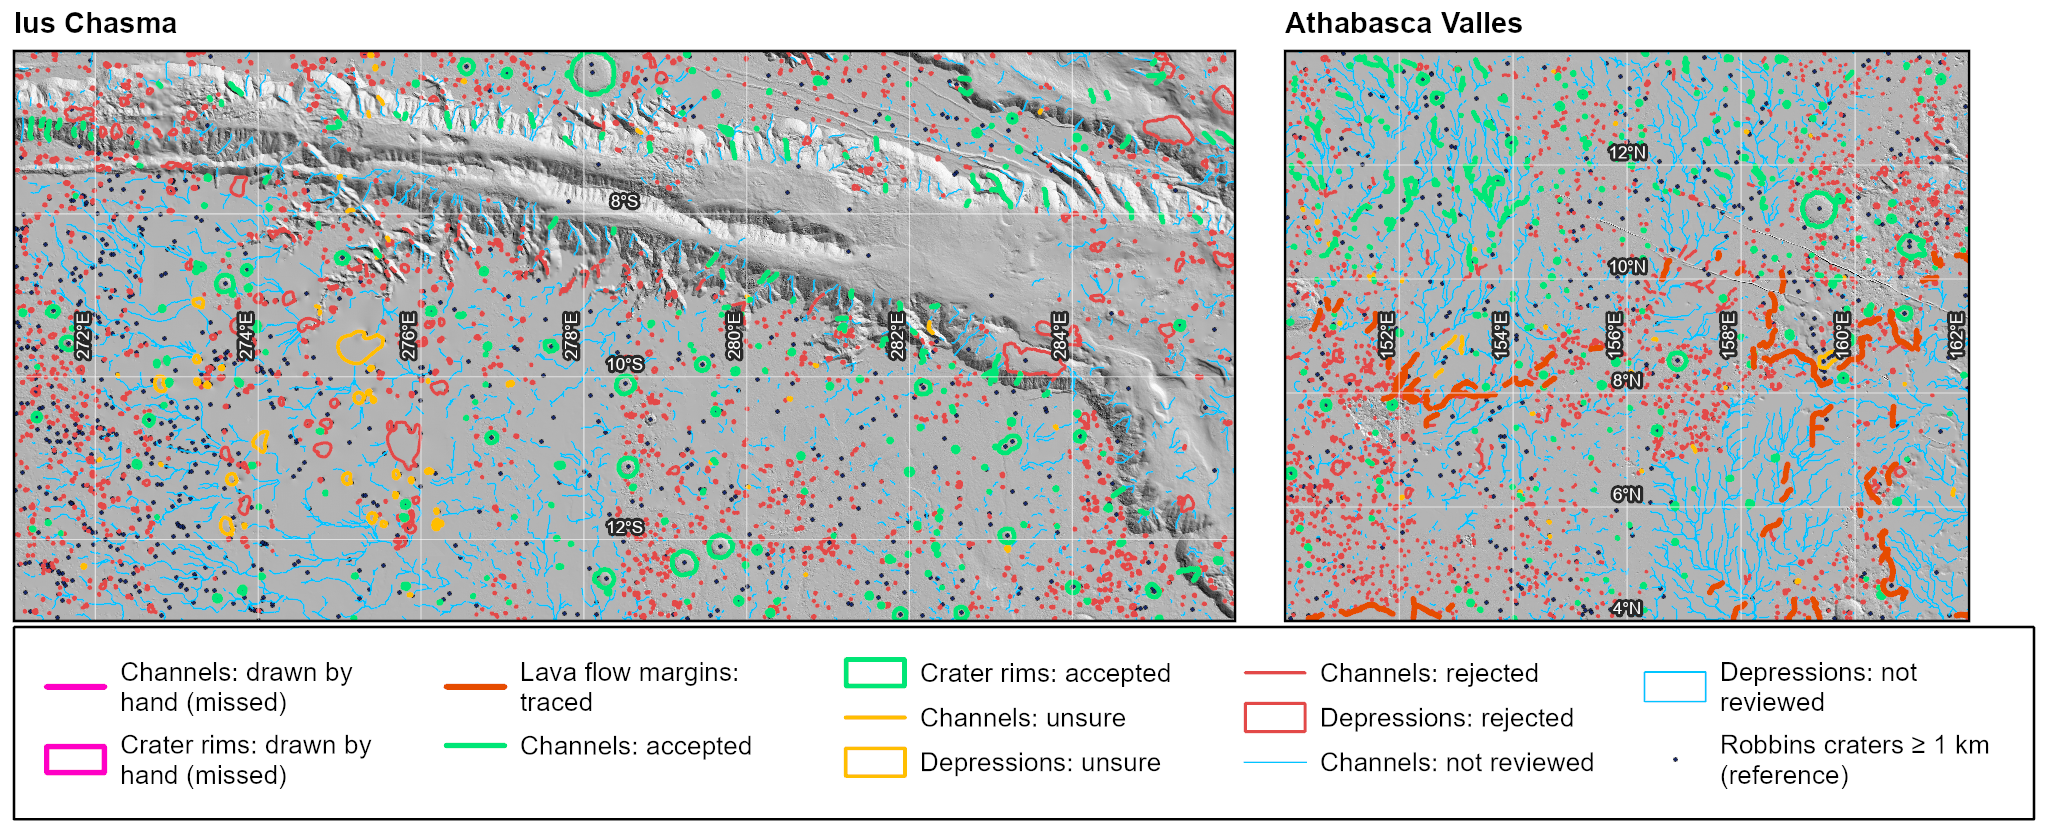 Ius Chasma
Athabasca Valles
8°S
10°S
12°S
272°E
274°E
276°E
278°E
280°E
282°E
284°E
12°N
10°N
8°N
6°N
4°N
152°E
154°E
156°E
158°E
160°E
162°E
Channels: drawn by
hand (missed)
Crater rims: drawn by
hand (missed)
Lava flow margins:
traced
Channels: accepted
Crater rims: accepted
Channels: unsure
Depressions: unsure
Channels: rejected
Depressions: rejected
Channels: not reviewed
Depressions: not
reviewed
Robbins craters ≥ 1 km
(reference)